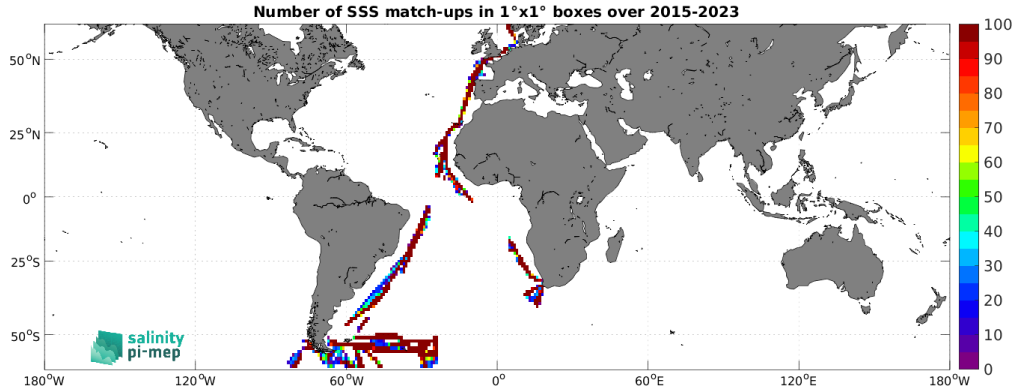 Number of SSS match-ups in 1°x1° boxes over 2015-2023
100
90
80
70
60
50
40
30
20
10
0
50°N
25°N
0°
25°S
50°S
salinity
pi-mep
180°W
120°W
60°W
0°
60°E
120°E
180°W